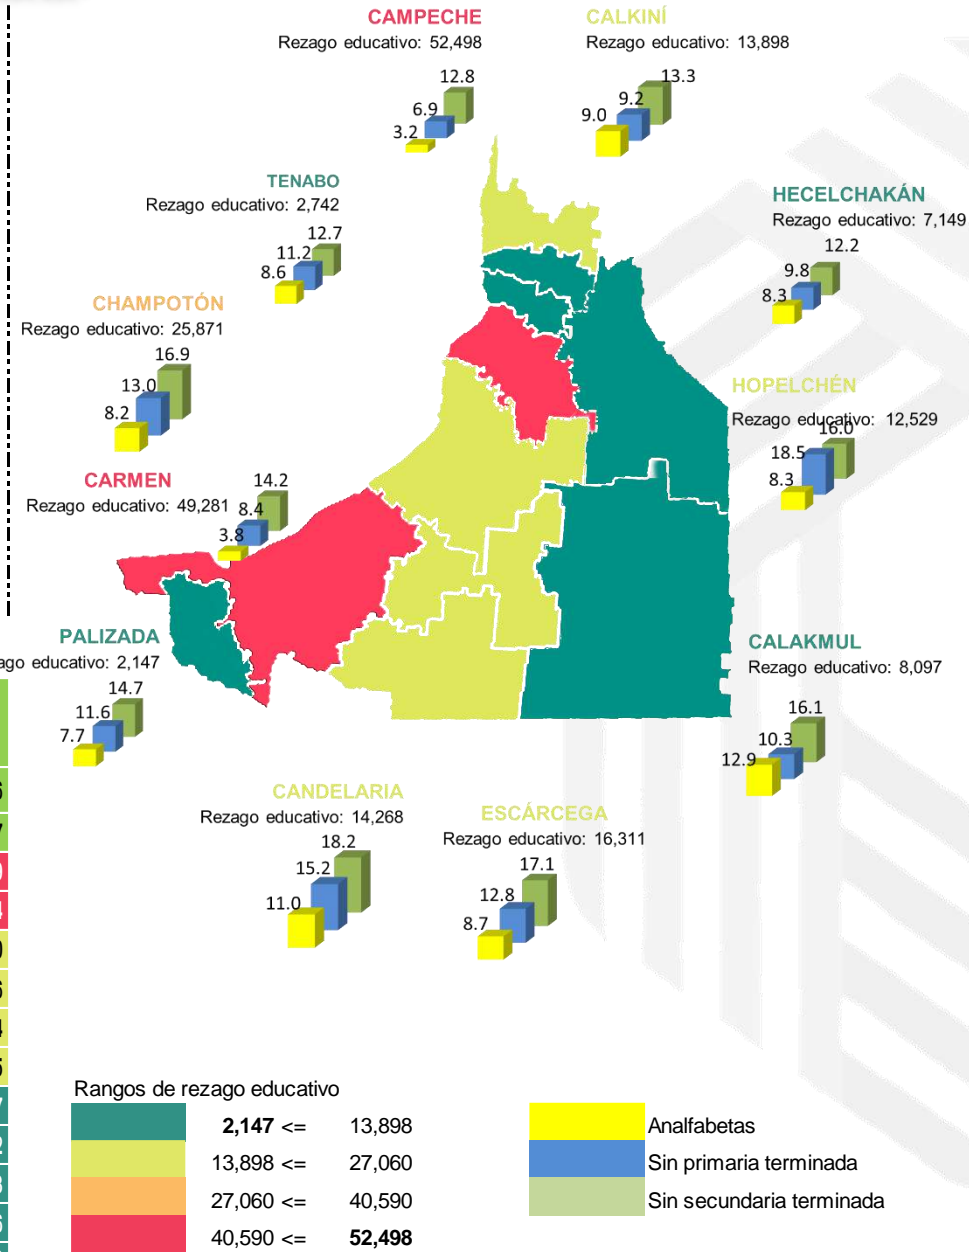 CAMPECHE
Rezago educativo: 52,498
12.8
6.9
3.2
CALKINÍ
Rezago educativo: 13,898
13.3
9.2
9.0
TENABO
Rezago educativo: 2,742
12.7
11.2
8.6
HECELCHAKÁN
Rezago educativo: 7,149
12.2
9.8
8.3
CHAMPOTÓN
Rezago educativo: 25,871
16.9
13.0
8.2
HOPELCHÉN
Rezago educativo: 12,529
16.0
18.5
8.3
CARMEN
Rezago educativo: 49,281
14.2
8.4
3.8
PALIZADA
ago educativo: 2,147
14.7
11.6
7.7
CALAKMUL
Rezago educativo: 8,097
16.1
10.3
12.9
CANDELARIA
Rezago educativo: 14,268
18.2
15.2
11.0
ESCÁRCEGA
Rezago educativo: 16,311
17.1
12.8
8.7
Rangos de rezago educativo
2,147 <= 13,898
13,898 <= 27,060
27,060 <= 40,590
40,590 <= 52,498
Analfabetas
Sin primaria terminada
Sin secundaria terminada